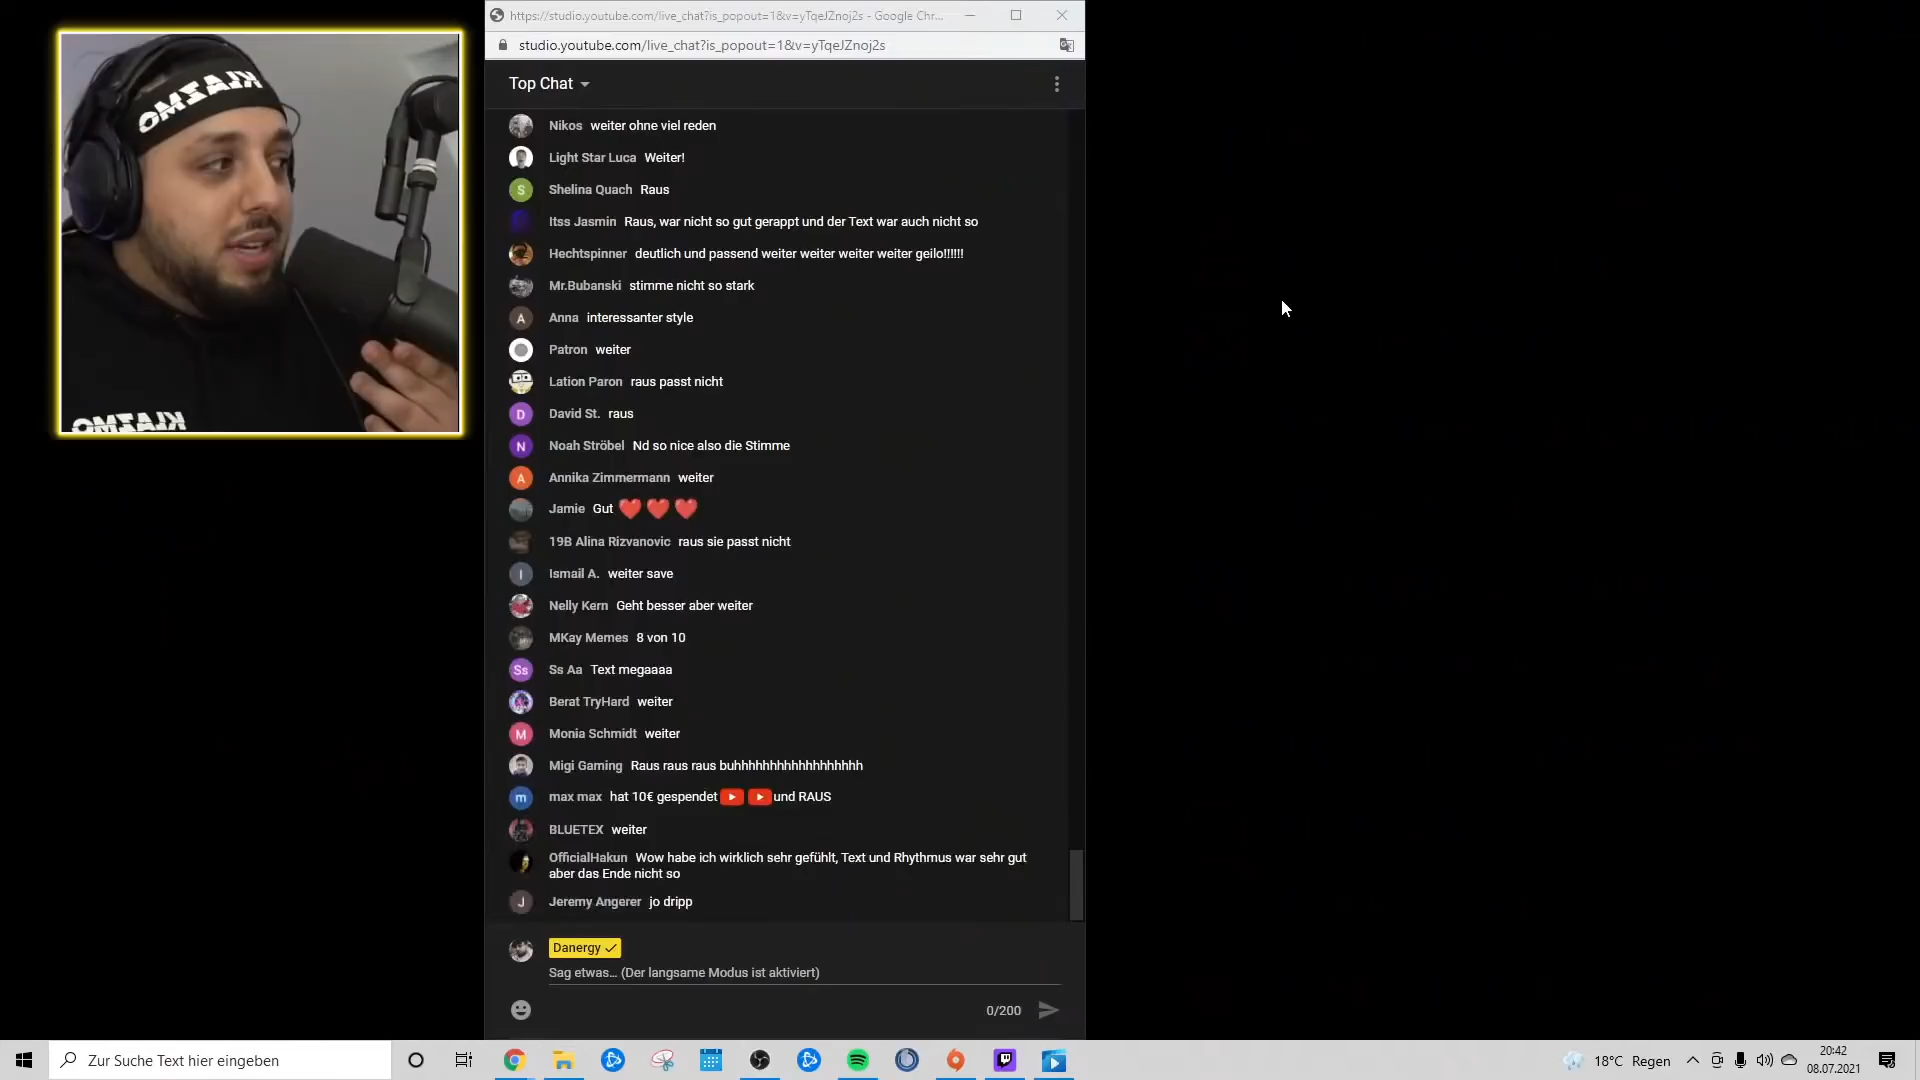 https://studio.youtube.com/live_chat?is_popout=1&v=yTqeJZnoj2s - Google Chr...
studio.youtube.com/live_chat?is_popout=1&v=yTqeJZnoj2s
Top Chat
Nikos weiter ohne viel reden
Light Star Luca Weiter!
S Shelina Quach Raus
Itss Jasmin Raus, war nicht so gut gerappt und der Text war auch nicht so
Hechtspinner deutlich und passend weiter weiter weiter weiter geilo!!!!!!
Mr.Bubanski stimme nicht so stark
A Anna interessanter style
Patron weiter
Lation Paron raus passt nicht
D David St. raus
N Noah Ströbel Nd so nice also die Stimme
A Annika Zimmermann weiter
Jamie Gut ❤️ ❤️ ❤️
19B Alina Rizvanovic raus sie passt nicht
I Ismail A. weiter save
Nelly Kern Geht besser aber weiter
MKay Memes 8 von 10
Ss Ss Aa Text megaaaa
Berat TryHard weiter
M Monia Schmidt weiter
Migi Gaming Raus raus raus buhhhhhhhhhhhhhhhhhh
m max max hat 10€ gespendet und RAUS
BLUETEX weiter
OfficialHakun Wow habe ich wirklich sehr gefühlt, Text und Rhythmus war sehr gut
aber das Ende nicht so
J Jeremy Angerer jo dripp
Danergy ✓
Sag etwas... (Der langsame Modus ist aktiviert)
0/200
KLAZMO
KLAZMO
Zur Suche Text hier eingeben
18°C Regen
20:42
08.07.2021